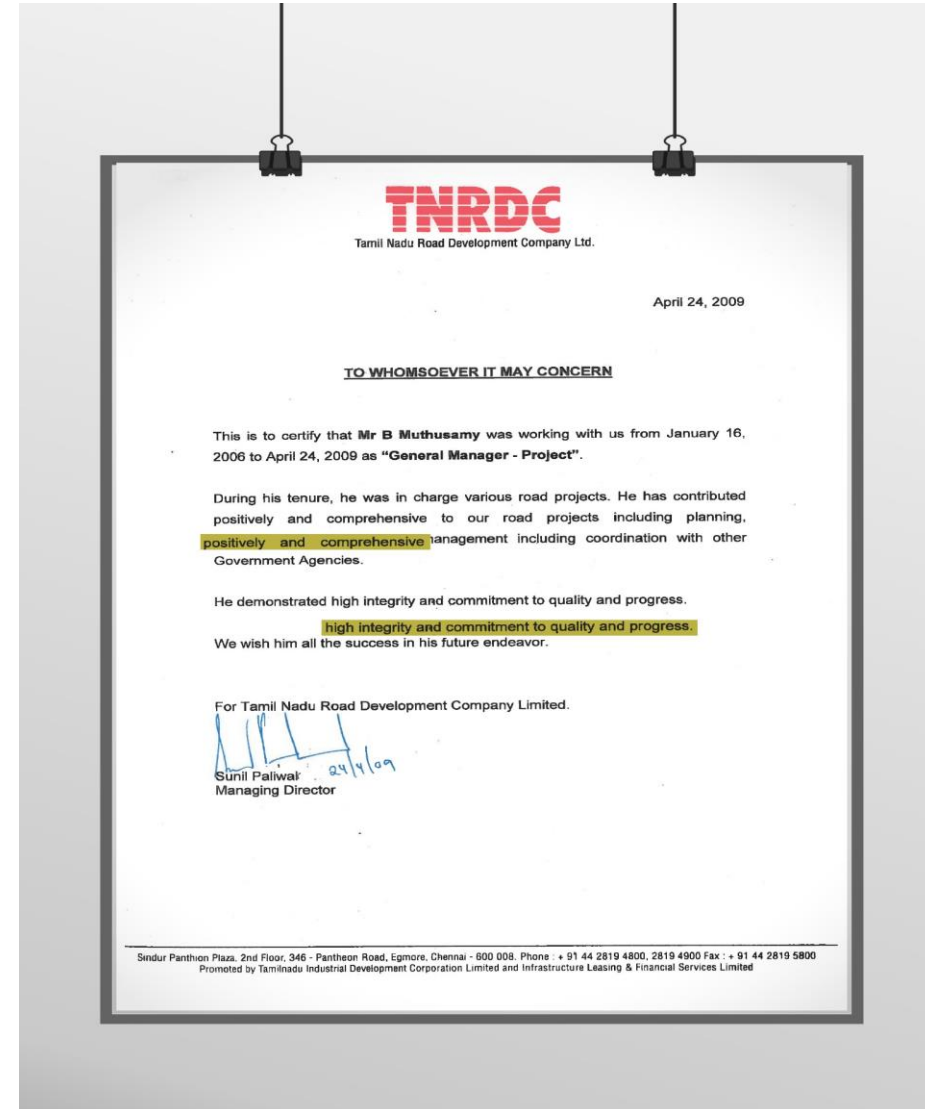 TNRDC
Tamil Nadu Road Development Company Ltd.
April 24, 2009
TO WHOMSOEVER IT MAY CONCERN
This is to certify that Mr B Muthusamy was working with us from January 16,
2006 to April 24, 2009 as "General Manager - Project".
During his tenure, he was in charge various road projects. He has contributed
positively and comprehensive to our road projects including planning,
positively and comprehensive anagement including coordination with other
Government Agencies.
He demonstrated high integrity and commitment to quality and progress.
high integrity and commitment to quality and progress.
We wish him all the success in his future endeavor.
For Tamil Nadu Road Development Company Limited.
24/4/09
Sunil Paliwal
Managing Director
Sindur Panthion Plaza, 2nd Floor, 346 - Pantheon Road, Egmore, Chennai - 600 008. Phone : + 91 44 2819 4800, 2819 4900 Fax : + 91 44 2819 5800
Promoted by Tamilnadu Industrial Development Corporation Limited and Infrastructure Leasing & Financial Services Limited